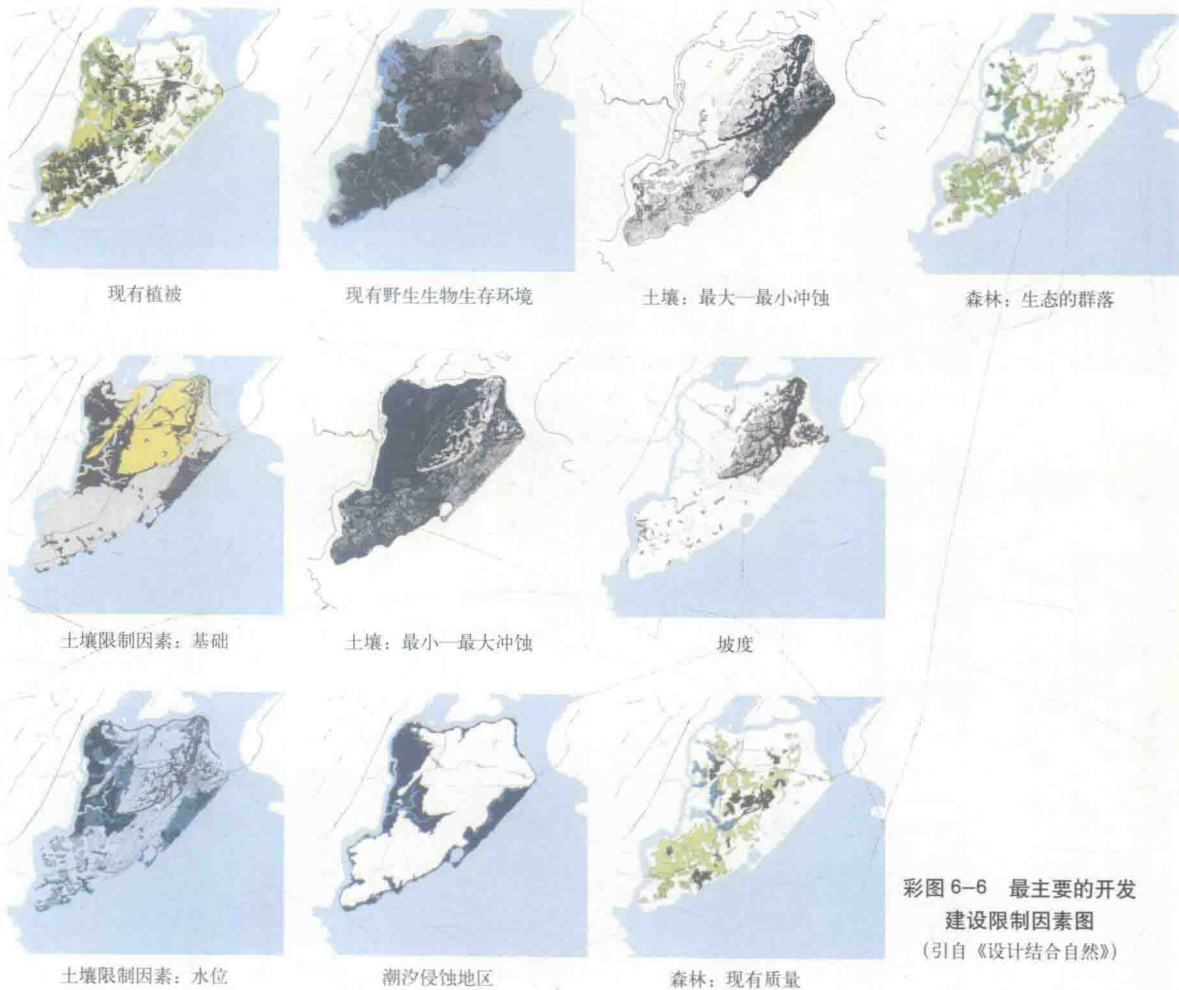 现有植被
现有野生生物生存环境
土壤：最大—最小冲蚀
森林：生态的群落
土壤限制因素：基础
土壤：最小—最大冲蚀
坡度
土壤限制因素：水位
潮汐侵蚀地区
森林：现有质量
彩图 6–6 最主要的开发
建设限制因素图
(引自《设计结合自然》)